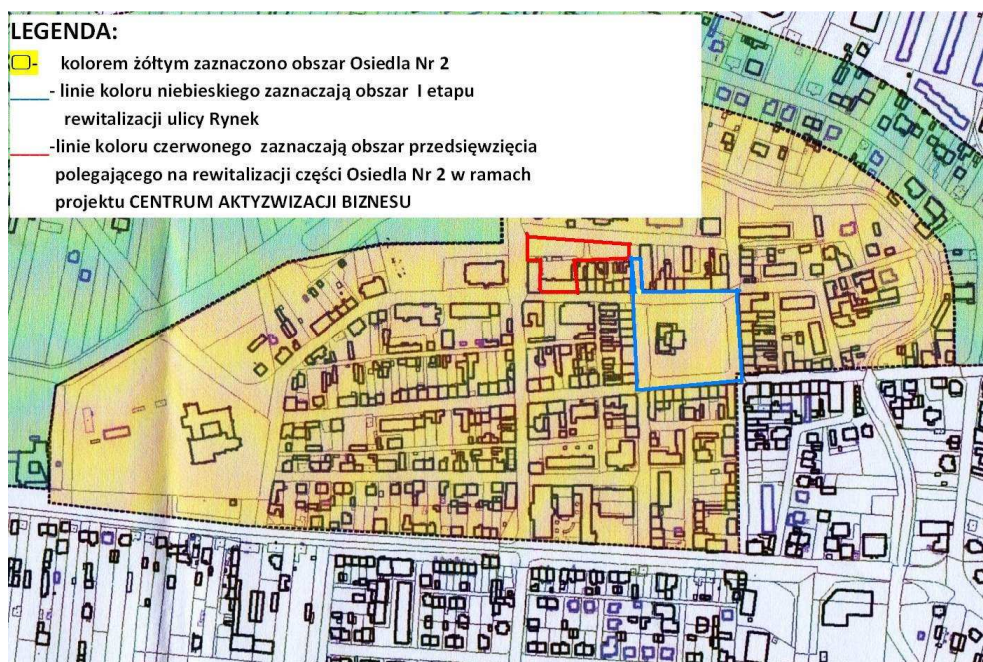 LEGENDA:
- kolorem żółtym zaznaczono obszar Osiedla Nr 2
- linie koloru niebieskiego zaznaczają obszar I etapu
rewitalizacji ulicy Rynek
-linie koloru czerwonego zaznaczają obszar przedsięwzięcia
polegającego na rewitalizacji części Osiedla Nr 2 w ramach
projektu CENTRUM AKTYZWIZACJI BIZNESU